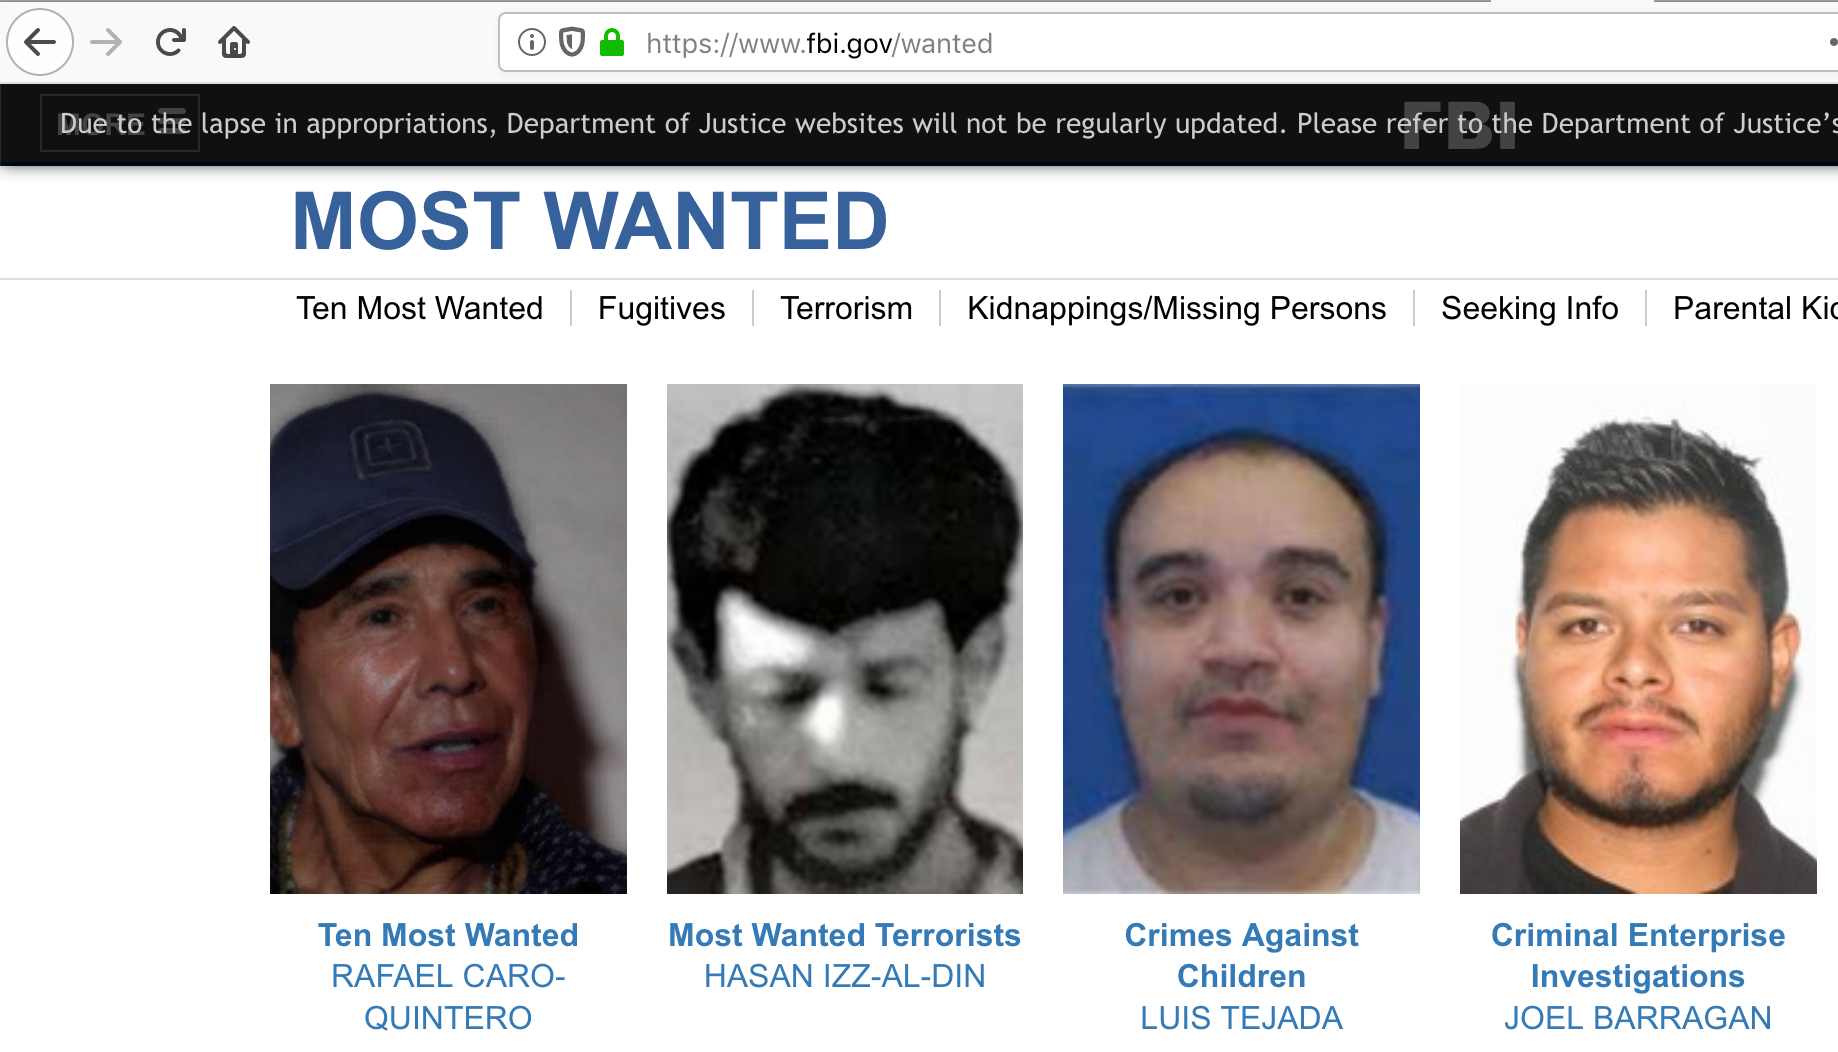 https://www.fbi.gov/wanted
MORE
FBI
Due to the lapse in appropriations, Department of Justice websites will not be regularly updated. Please refer to the Department of Justice’s
MOST WANTED
Ten Most Wanted
Fugitives
Terrorism
Kidnappings/Missing Persons
Seeking Info
Parental Kid
Ten Most Wanted
RAFAEL CARO-
QUINTERO
Most Wanted Terrorists
HASAN IZZ-AL-DIN
Crimes Against
Children
LUIS TEJADA
Criminal Enterprise
Investigations
JOEL BARRAGAN